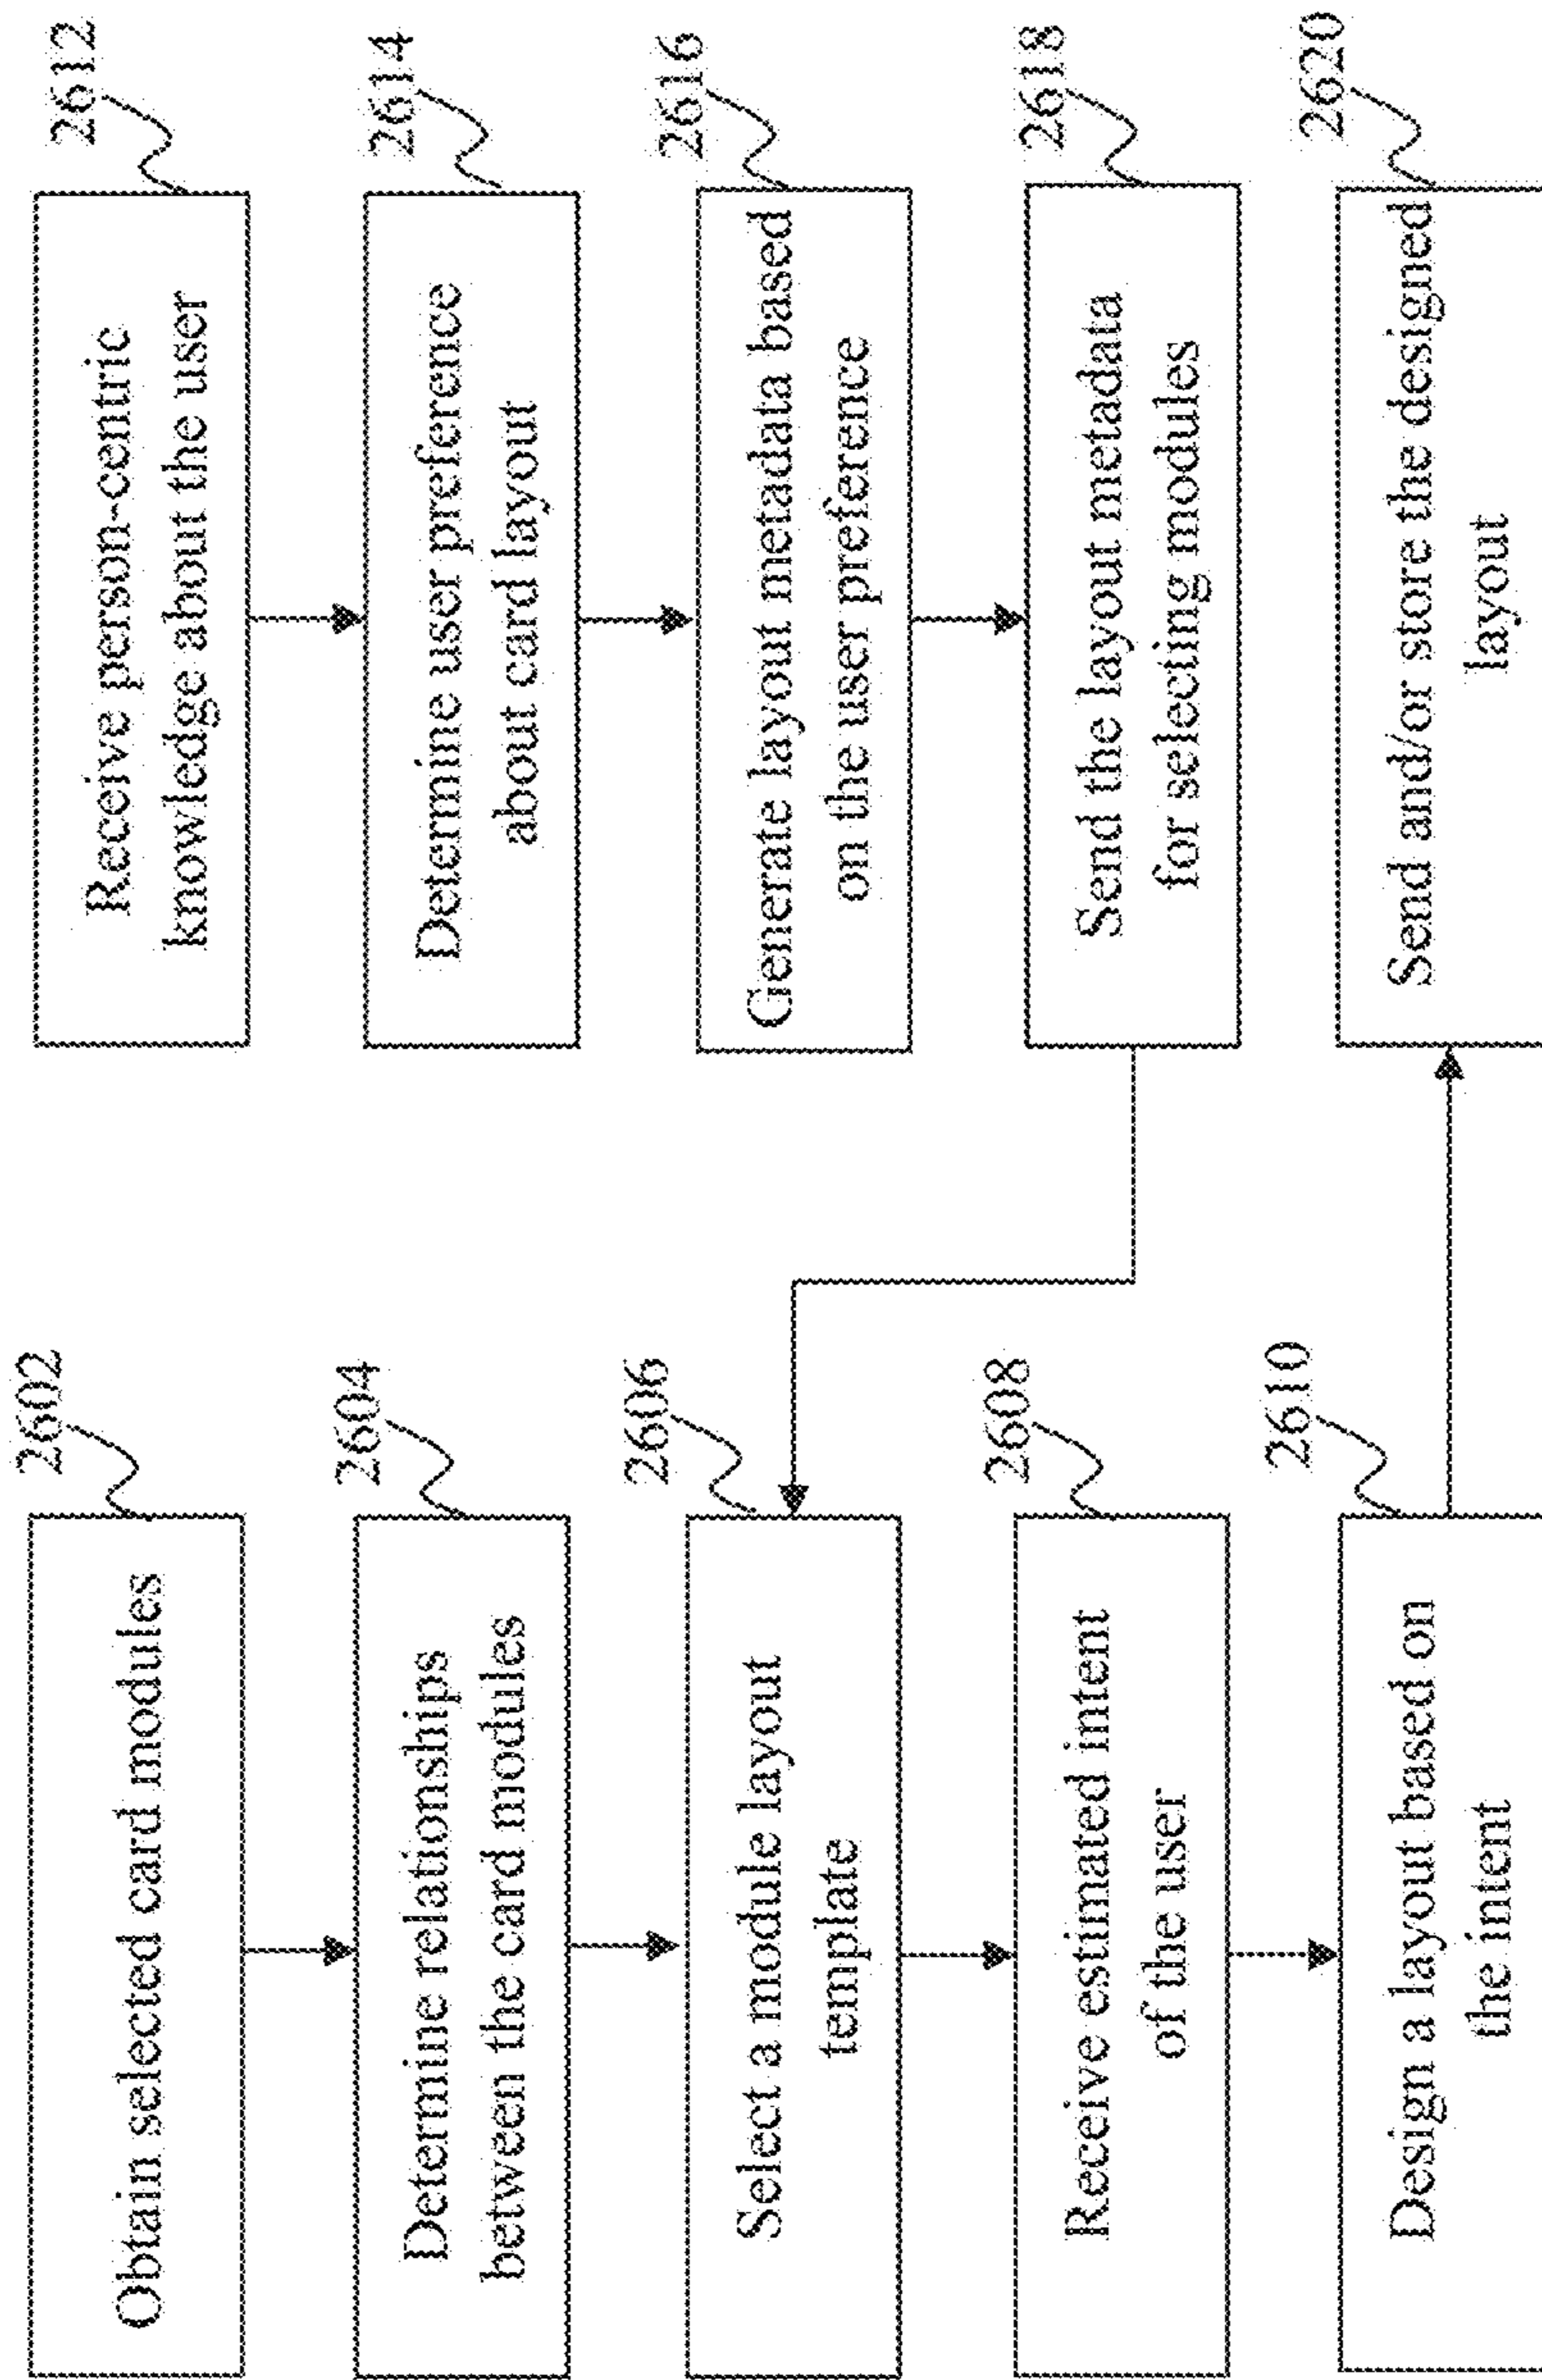 2602
Obtain selected card modules
2604
Determine relationships
between the card modules
2606
Select a module layout
template
2608
Receive estimated intent
of the user
2610
Design a layout based on
the intent
2612
Receive person-centric
knowledge about the user
2614
Determine user preference
about card layout
2616
Generate layout metadata based
on the user preference
2618
Send the layout metadata
for selecting modules
2620
Send and/or store the designed
layout